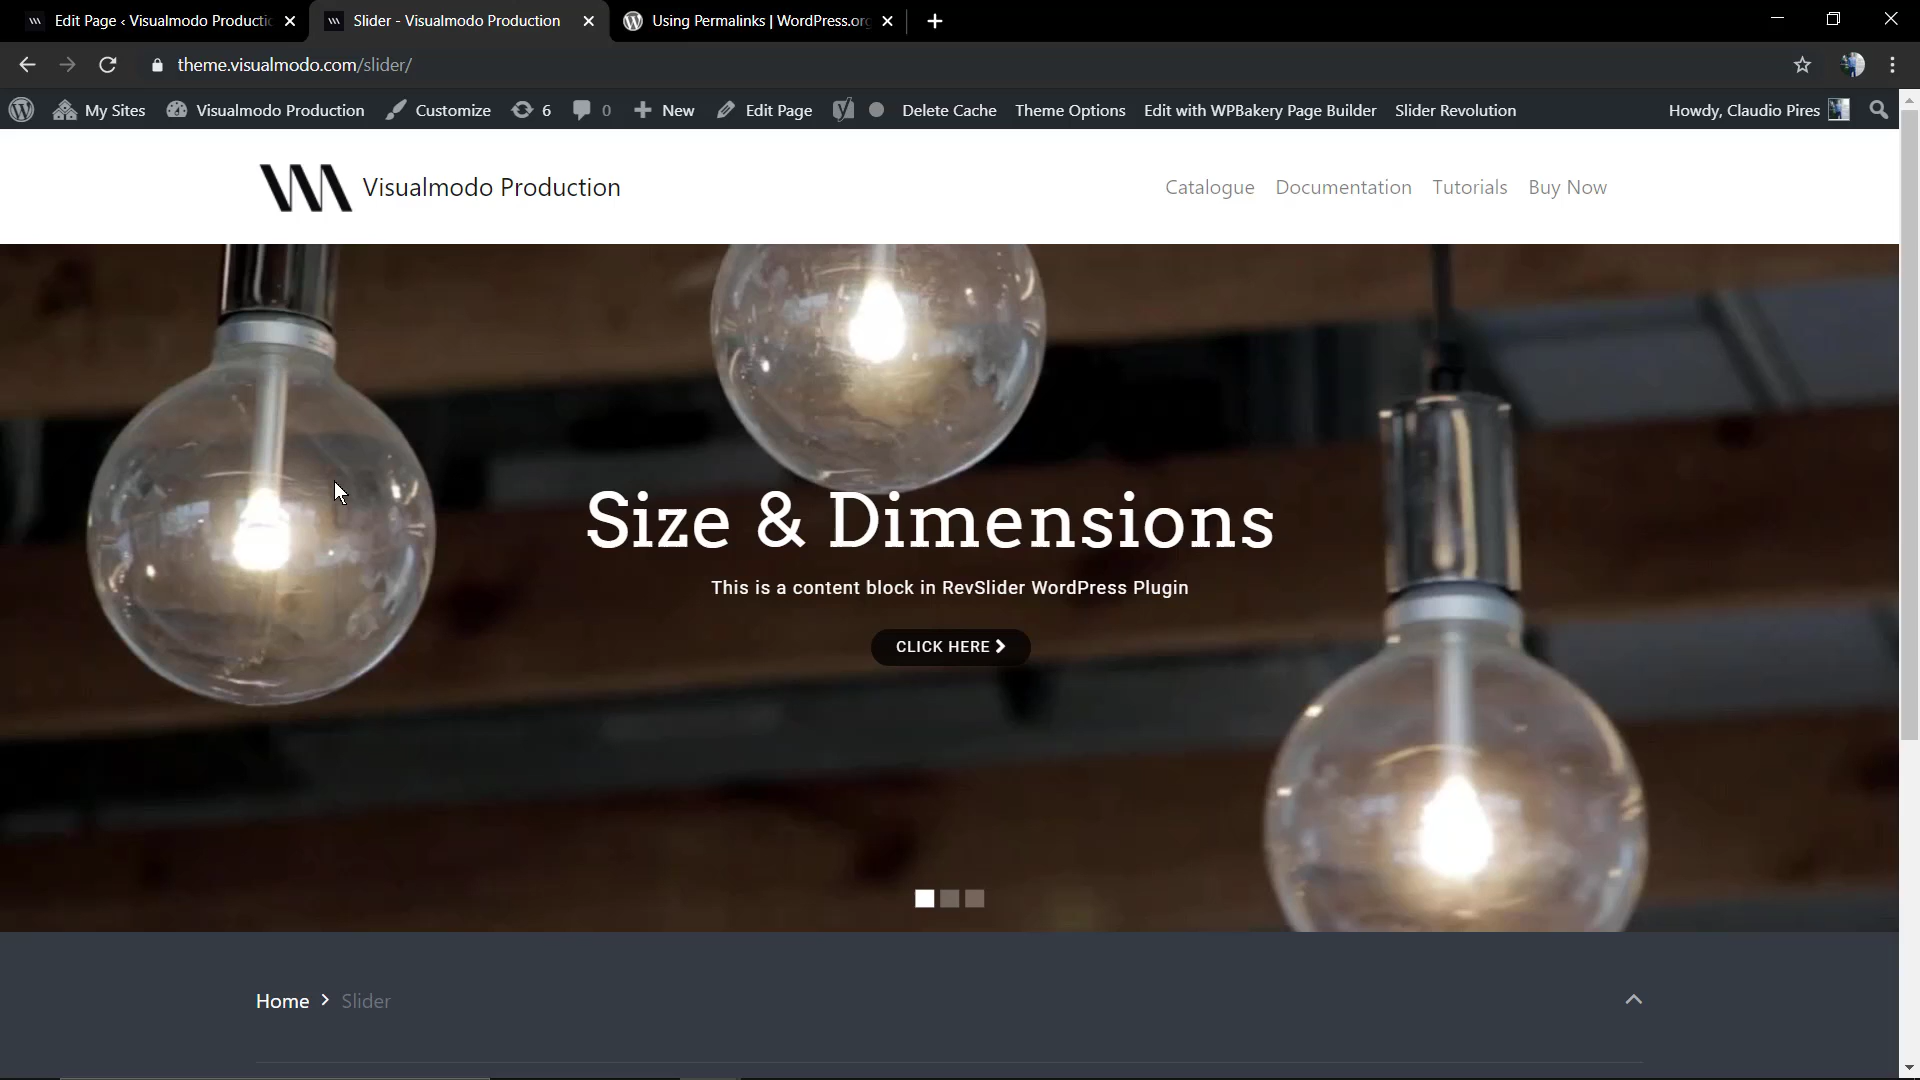 Edit Page ‹ Visualmodo Productic
Slider - Visualmodo Production
Using Permalinks | WordPress.org
theme.visualmodo.com/slider/
My Sites
Visualmodo Production
Customize
6
0
New
Edit Page
Delete Cache
Theme Options
Edit with WPBakery Page Builder
Slider Revolution
Howdy, Claudio Pires
Visualmodo Production
Catalogue
Documentation
Tutorials
Buy Now
Size & Dimensions
This is a content block in RevSlider WordPress Plugin
CLICK HERE
Home
Slider